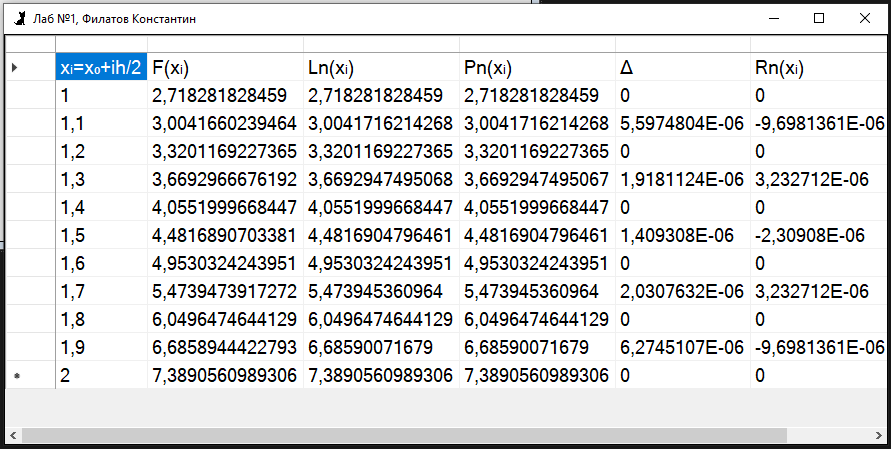 Лаб №1, Филатов Константин
xᵢ=x₀+ih/2 F(xᵢ) Ln(xᵢ) Pn(xᵢ) Δ Rn(xᵢ)
1 2,718281828459 2,718281828459 2,718281828459 0 0
1,1 3,0041660239464 3,0041716214268 3,0041716214268 5,5974804E-06 -9,6981361E-06
1,2 3,3201169227365 3,3201169227365 3,3201169227365 0 0
1,3 3,6692966676192 3,6692947495068 3,6692947495067 1,9181124E-06 3,232712E-06
1,4 4,0551999668447 4,0551999668447 4,0551999668447 0 0
1,5 4,4816890703381 4,4816904796461 4,4816904796461 1,409308E-06 -2,30908E-06
1,6 4,9530324243951 4,9530324243951 4,9530324243951 0 0
1,7 5,4739473917272 5,473945360964 5,473945360964 2,0307632E-06 3,232712E-06
1,8 6,0496474644129 6,0496474644129 6,0496474644129 0 0
1,9 6,6858944422793 6,68590071679 6,68590071679 6,2745107E-06 -9,6981361E-06
2 7,3890560989306 7,3890560989306 7,3890560989306 0 0